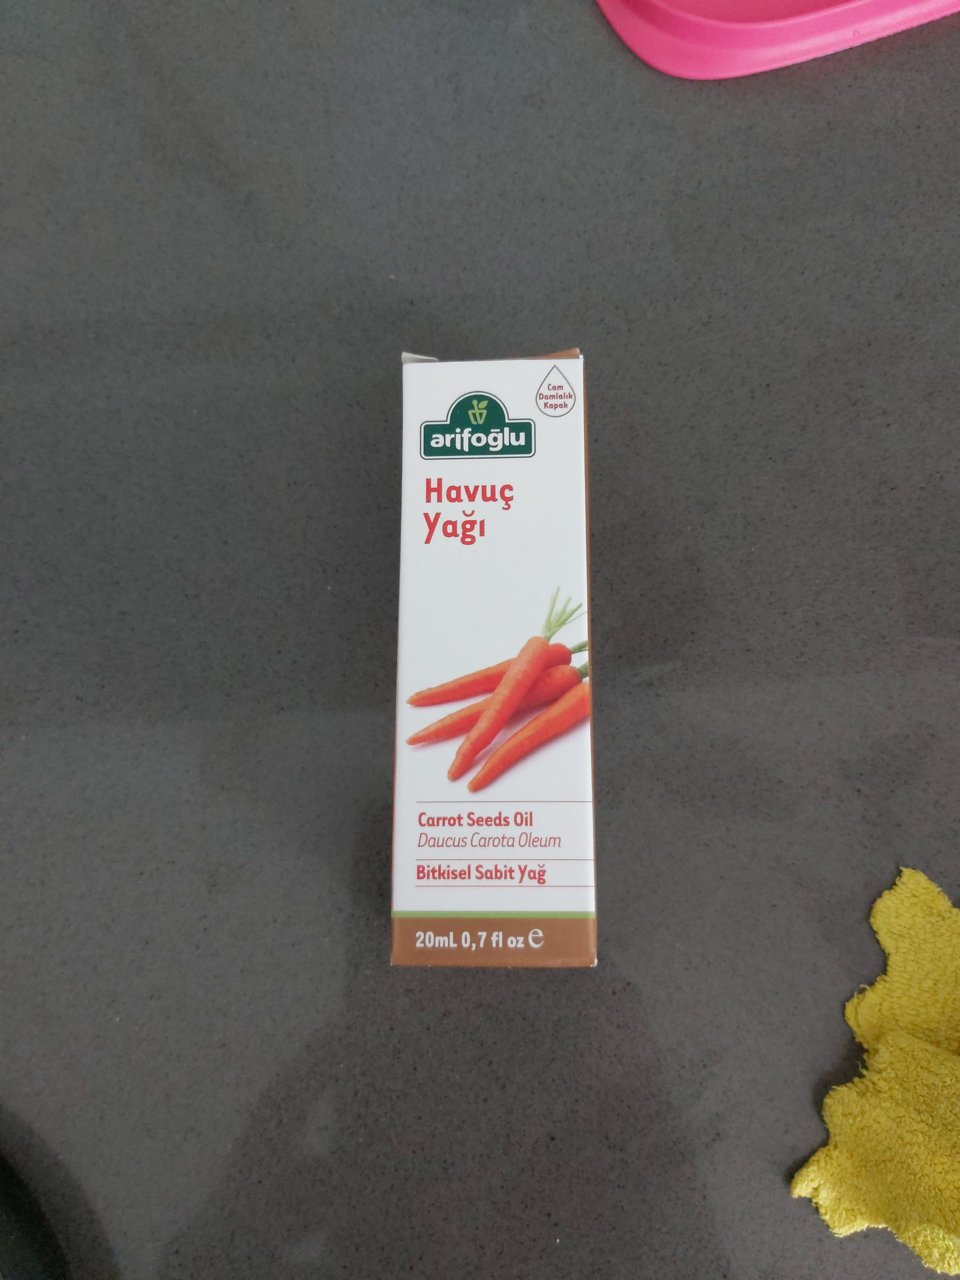 Cam
Damlalık
Kapak
arifoğlu
Havuç
Yağı
Carrot Seeds Oil
Daucus Carota Oleum
Bitkisel Sabit Yağ
20mL 0,7 fl oz e